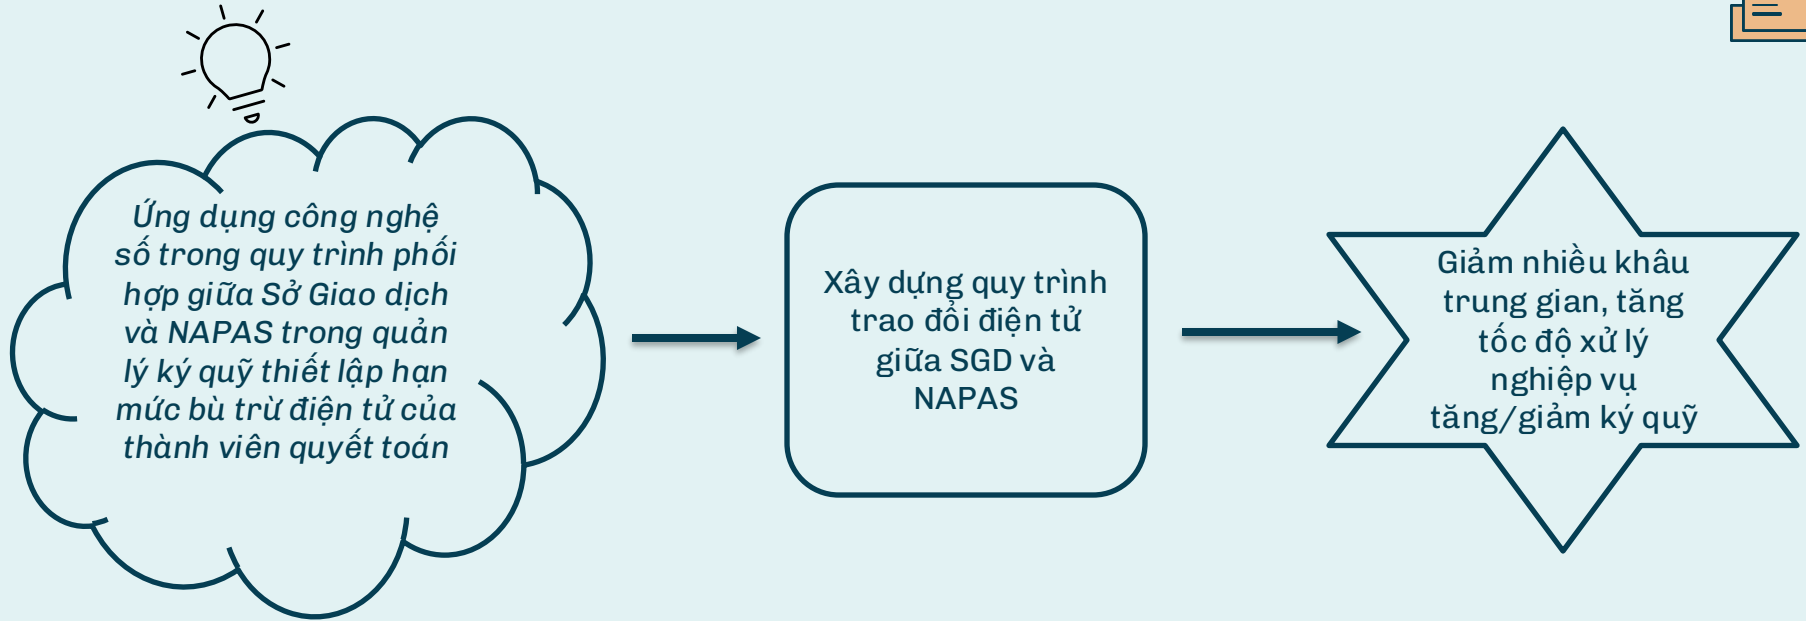 Ứng dụng công nghệ
số trong quy trình phối
hợp giữa Sở Giao dịch
và NAPAS trong quản
lý ký quỹ thiết lập hạn
mức bù trừ điện tử của
thành viên quyết toán
Xây dựng quy trình
trao đổi điện tử
giữa SGD và
NAPAS
Giảm nhiều khâu
trung gian, tăng
tốc độ xử lý
nghiệp vụ
tăng/giảm ký quỹ